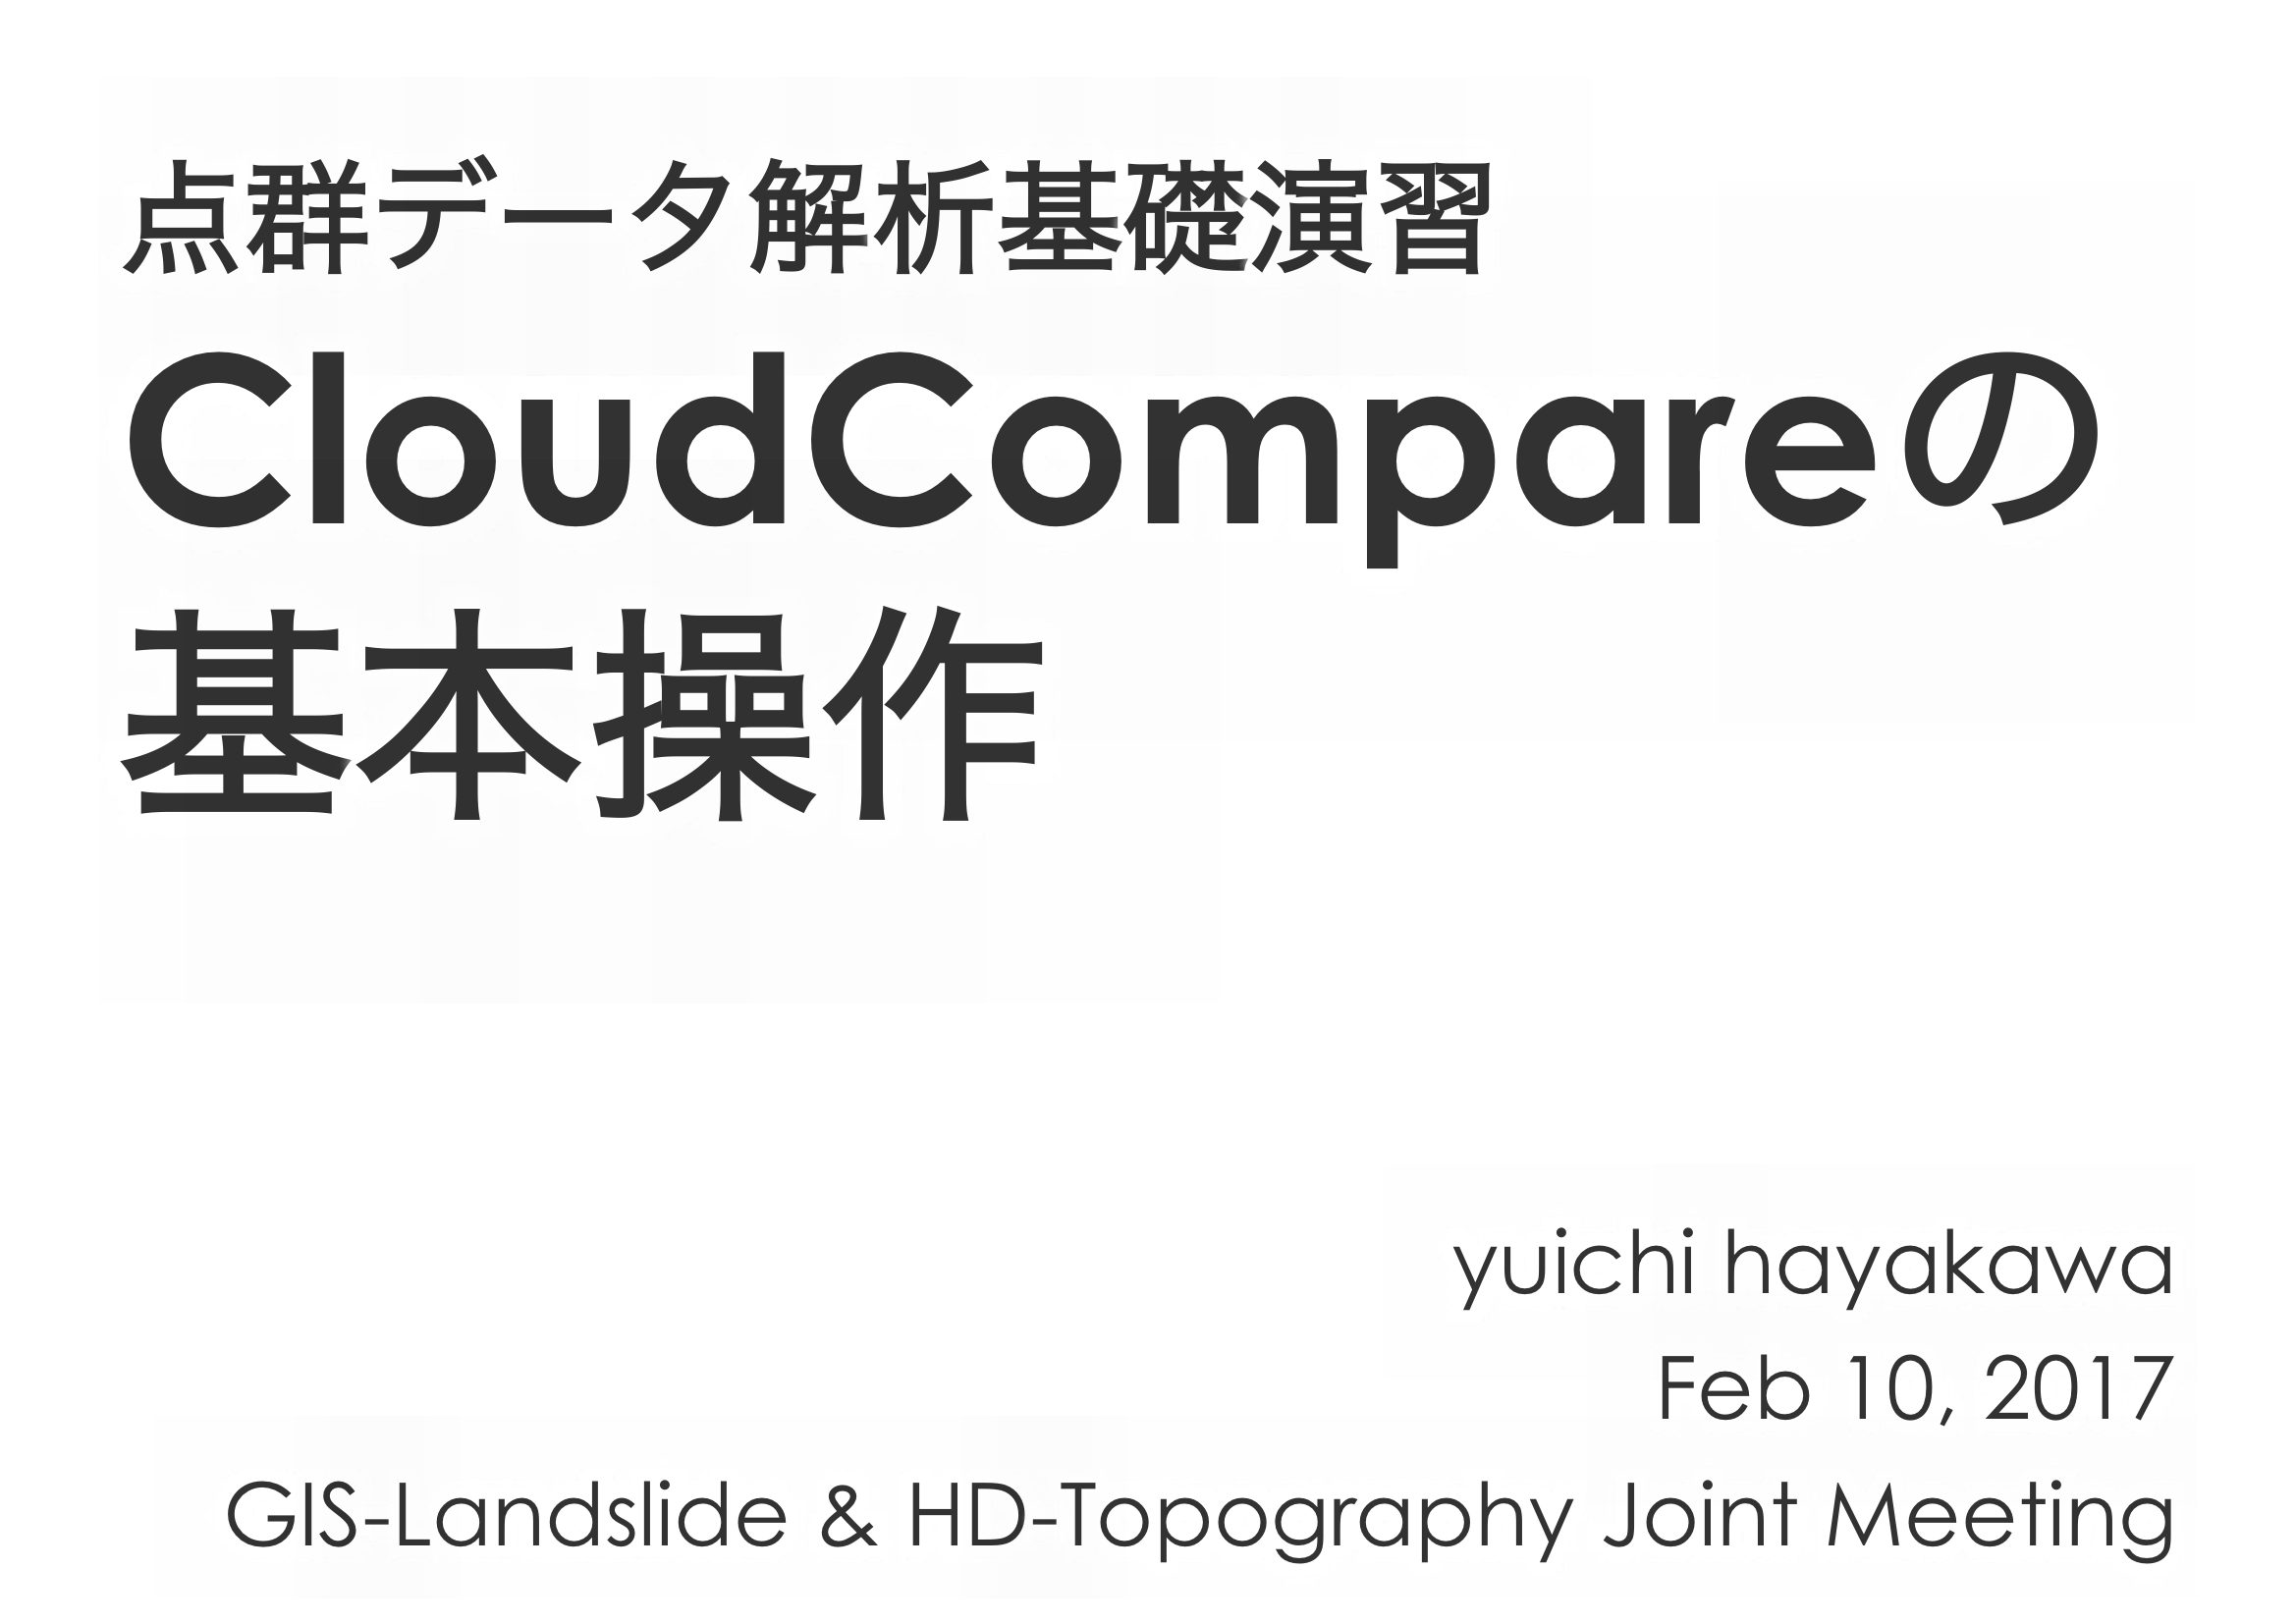 点群データ解析基礎演習
CloudCompareの
基本操作
yuichi hayakawa
Feb 10, 2017
GIS-Landslide & HD-Topography Joint Meeting